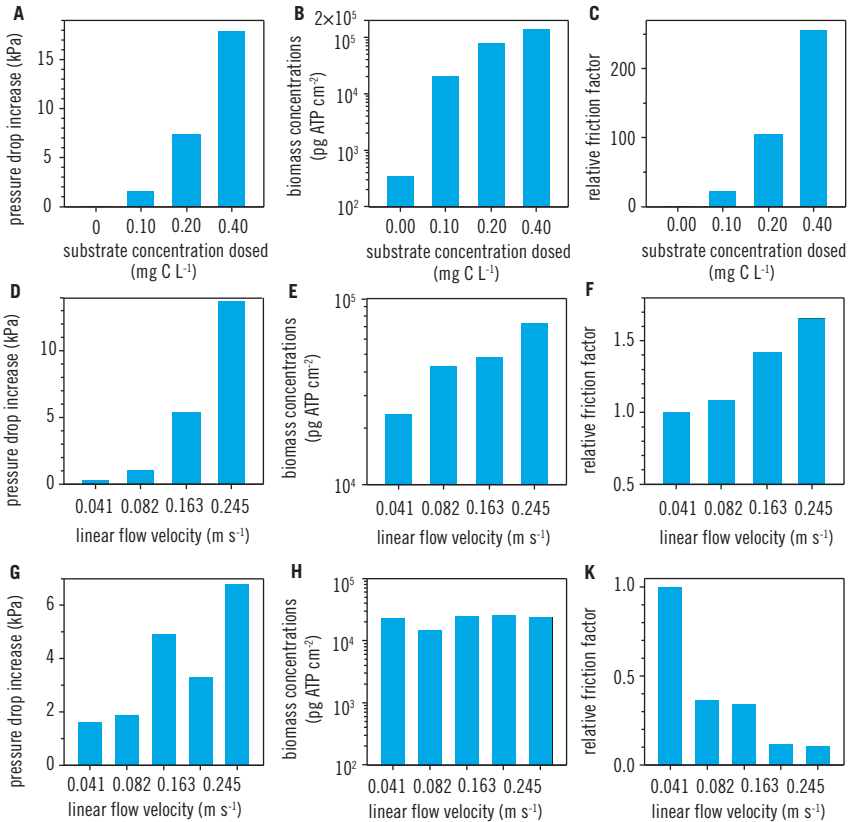 A
pressure drop increase (kPa)
15
10
5
0
0 0.10 0.20 0.40
substrate concentration dosed
(mg C L-1)
B
biomass concentrations
(pg ATP cm-2)
2×10⁵
10⁵
10⁴
10³
10²
0.00 0.10 0.20 0.40
substrate concentration dosed
(mg C L-1)
C
relative friction factor
250
100
0
0.00 0.10 0.20 0.40
substrate concentration dosed
(mg C L-1)
D
pressure drop increase (kPa)
10
5
0
0.041 0.082 0.163 0.245
linear flow velocity (m s-1)
E
biomass concentrations
(pg ATP cm-2)
10⁵
10⁴
0.041 0.082 0.163 0.245
linear flow velocity (m s-1)
F
relative friction factor
1.5
1.0
0.5
0.041 0.082 0.163 0.245
linear flow velocity (m s-1)
G
pressure drop increase (kPa)
6
4
2
0
0.041 0.082 0.163 0.245
linear flow velocity (m s-1)
H
biomass concentrations
(pg ATP cm-2)
10⁵
10⁴
10³
10²
0.041 0.082 0.163 0.245
linear flow velocity (m s-1)
K
relative friction factor
1.0
0.5
0.0
0.041 0.082 0.163 0.245
linear flow velocity (m s-1)